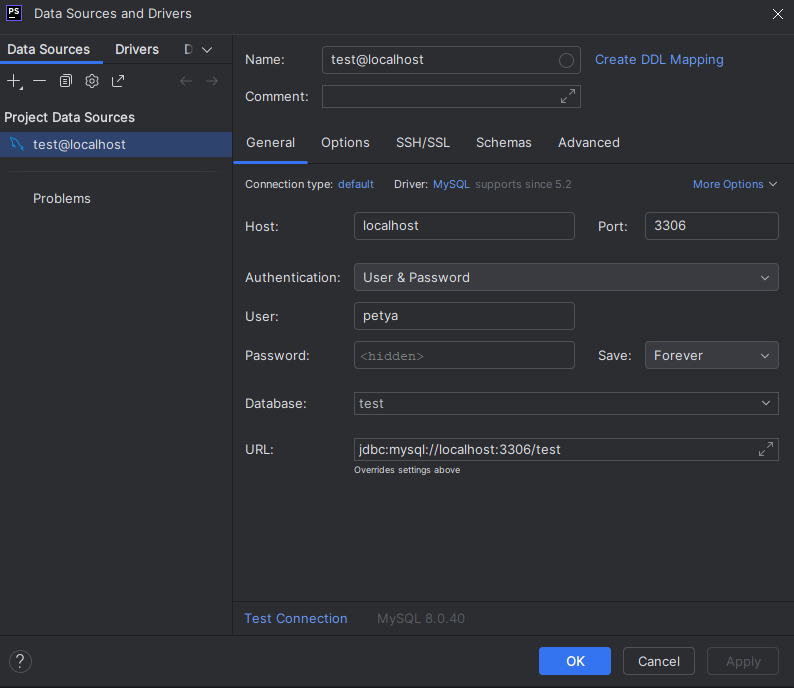 PS Data Sources and Drivers
Data Sources Drivers D
Project Data Sources
test@localhost
Problems
Name: test@localhost Create DDL Mapping
Comment:
General Options SSH/SSL Schemas Advanced
Connection type: default Driver: MySQL supports since 5.2 More Options
Host: localhost Port: 3306
Authentication: User & Password
User: petya
Password: <hidden> Save: Forever
Database: test
URL: jdbc:mysql://localhost:3306/test
Overrides settings above
Test Connection MySQL 8.0.40
? OK Cancel Apply